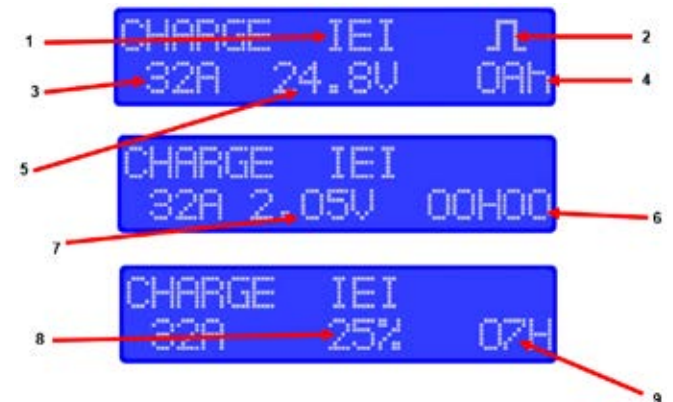 CHARGE IEI
1
2
32A 24.8V 0Ah
3
4
5
CHARGE IEI
32A 2.05V 00H00
6
7
CHARGE IEI
32A 25% 07H
8
9